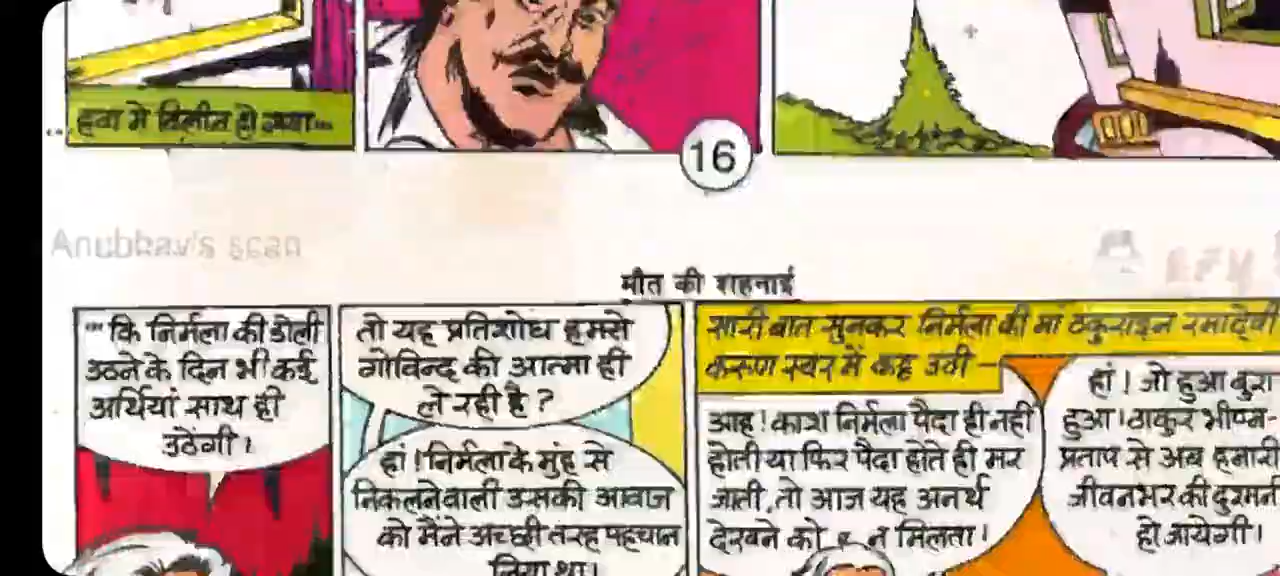 ... हवा में विलीन हो गया...
16
Anubhav's scan
मौत की शहनाई
... कि निर्मला की डोली
उठने के दिन भी कई
अर्थियां साथ ही
उठेंगी।
तो यह प्रतिशोध हमसे
गोविन्द की आत्मा ही
ले रही है?
हां! निर्मला के मुंह से
निकलनेवाली उसकी आवाज
को मैंने अच्छी तरह पहचान
लिया था।
सारी बात सुनकर निर्मला की मां ठकुराइन रमादेवी
करूण स्वर में कह उठी -
आह! काश निर्मला पैदा ही नही
होती या फिर पैदा होते ही मर
जाती, तो आज यह अनर्थ
देखने को न मिलता।
हां! जो हुआ बुरा
हुआ। ठाकुर भीष्म-
प्रताप से अब हमारी
जीवनभर की दुश्मनी
हो जायेगी।